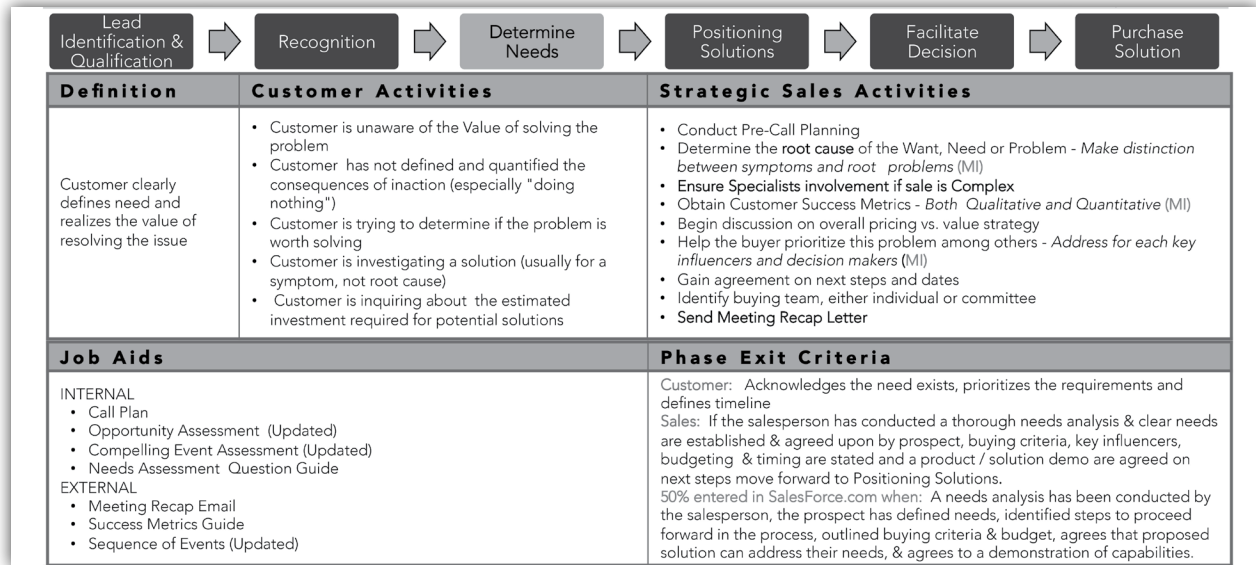 Lead
Identification &
Qualification
Recognition
Determine
Needs
Positioning
Solutions
Facilitate
Decision
Purchase
Solution
Definition
Customer Activities
Strategic Sales Activities
Customer clearly
defines need and
realizes the value of
resolving the issue
• Customer is unaware of the Value of solving the
problem
• Customer has not defined and quantified the
consequences of inaction (especially "doing
nothing")
• Customer is trying to determine if the problem is
worth solving
• Customer is investigating a solution (usually for a
symptom, not root cause)
• Customer is inquiring about the estimated
investment required for potential solutions
• Conduct Pre-Call Planning
• Determine the root cause of the Want, Need or Problem - Make distinction
between symptoms and root problems (MI)
• Ensure Specialists involvement if sale is Complex
• Obtain Customer Success Metrics - Both Qualitative and Quantitative (MI)
• Begin discussion on overall pricing vs. value strategy
• Help the buyer prioritize this problem among others - Address for each key
influencers and decision makers (MI)
• Gain agreement on next steps and dates
• Identify buying team, either individual or committee
• Send Meeting Recap Letter
Job Aids
Phase Exit Criteria
INTERNAL
• Call Plan
• Opportunity Assessment (Updated)
• Compelling Event Assessment (Updated)
• Needs Assessment Question Guide
EXTERNAL
• Meeting Recap Email
• Success Metrics Guide
• Sequence of Events (Updated)
Customer: Acknowledges the need exists, prioritizes the requirements and
defines timeline
Sales: If the salesperson has conducted a thorough needs analysis & clear needs
are established & agreed upon by prospect, buying criteria, key influencers,
budgeting & timing are stated and a product / solution demo are agreed on
next steps move forward to Positioning Solutions.
50% entered in SalesForce.com when: A needs analysis has been conducted by
the salesperson, the prospect has defined needs, identified steps to proceed
forward in the process, outlined buying criteria & budget, agrees that proposed
solution can address their needs, & agrees to a demonstration of capabilities.